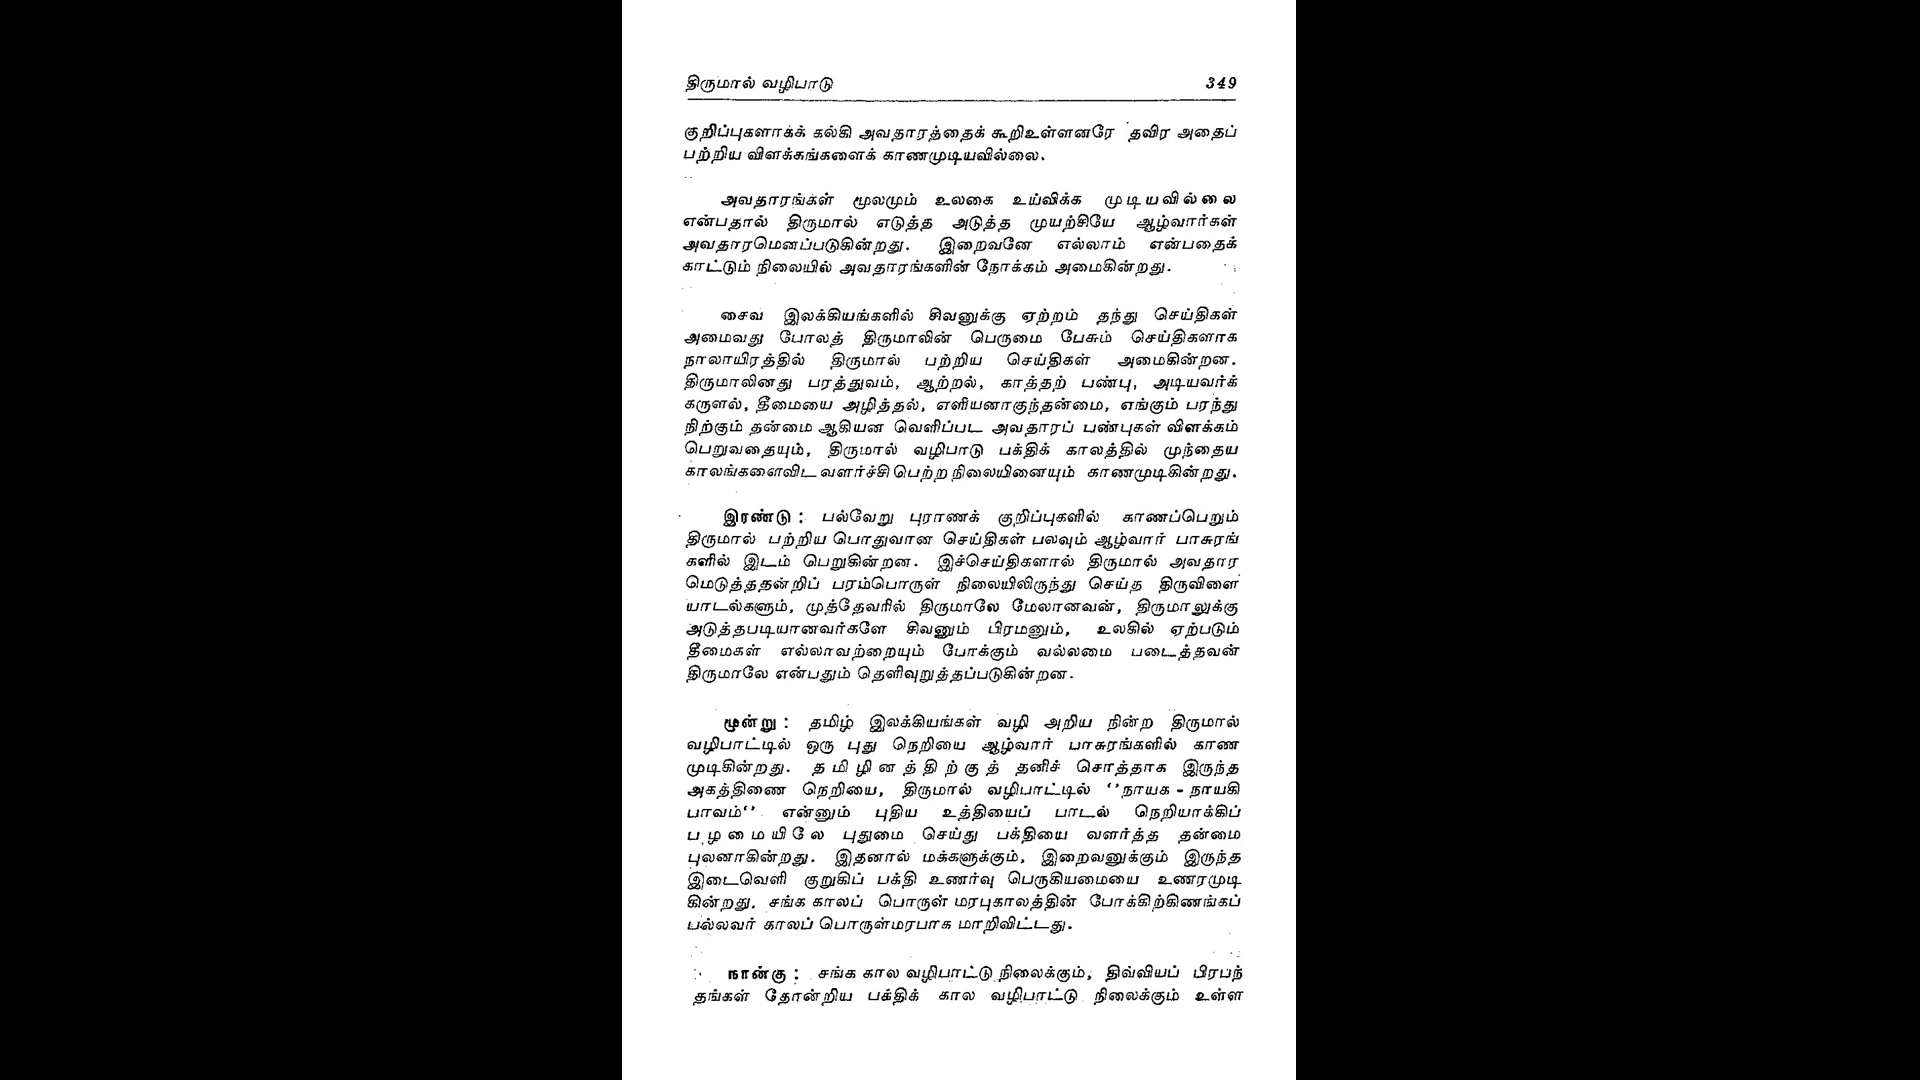 திருமால் வழிபாடு 349
குறிப்புகளாகக் கல்கி அவதாரத்தைக் கூறிஉள்ளனரே தவிர அதைப்
பற்றிய விளக்கங்களைக் காணமுடியவில்லை.
அவதாரங்கள் மூலமும் உலகை உய்விக்க முடியவில்லை
என்பதால் திருமால் எடுத்த அடுத்த முயற்சியே ஆழ்வார்கள்
அவதாரமெனப்படுகின்றது. இறைவனே எல்லாம் என்பதைக்
காட்டும் நிலையில் அவதாரங்களின் நோக்கம் அமைகின்றது.
சைவ இலக்கியங்களில் சிவனுக்கு ஏற்றம் தந்து செய்திகள்
அமைவது போலத் திருமாலின் பெருமை பேசும் செய்திகளாக
நாலாயிரத்தில் திருமால் பற்றிய செய்திகள் அமைகின்றன.
திருமாலினது பரத்துவம், ஆற்றல், காத்தற் பண்பு, அடியவர்க்
கருளல், தீமையை அழித்தல், எளியனாகுந்தன்மை, எங்கும் பரந்து
நிற்கும் தன்மை ஆகியன வெளிப்பட அவதாரப் பண்புகள் விளக்கம்
பெறுவதையும், திருமால் வழிபாடு பக்திக் காலத்தில் முந்தைய
காலங்களைவிட வளர்ச்சி பெற்ற நிலையினையும் காணமுடிகின்றது.
இரண்டு : பல்வேறு புராணக் குறிப்புகளில் காணப்பெறும்
திருமால் பற்றிய பொதுவான செய்திகள் பலவும் ஆழ்வார் பாசுரங்
களில் இடம் பெறுகின்றன. இச்செய்திகளால் திருமால் அவதார
மெடுத்ததன்றிப் பரம்பொருள் நிலையிலிருந்து செய்த திருவிளை
யாடல்களும், முத்தேவரில் திருமாலே மேலானவன், திருமாலுக்கு
அடுத்தபடியானவர்களே சிவனும் பிரமனும், உலகில் ஏற்படும்
தீமைகள் எல்லாவற்றையும் போக்கும் வல்லமை படைத்தவன்
திருமாலே என்பதும் தெளிவுறுத்தப்படுகின்றன.
மூன்று : தமிழ் இலக்கியங்கள் வழி அறிய நின்ற திருமால்
வழிபாட்டில் ஒரு புது நெறியை ஆழ்வார் பாசுரங்களில் காண
முடிகின்றது. தமிழினத்திற்குத் தனிச் சொத்தாக இருந்த
அகத்திணை நெறியை, திருமால் வழிபாட்டில் ‘’நாயக - நாயகி
பாவம்‘’ என்னும் புதிய உத்தியைப் பாடல் நெறியாக்கிப்
பழமையிலே புதுமை செய்து பக்தியை வளர்த்த தன்மை
புலனாகின்றது. இதனால் மக்களுக்கும், இறைவனுக்கும் இருந்த
இடைவெளி குறுகிப் பக்தி உணர்வு பெருகியமையை உணரமுடி
கின்றது. சங்க காலப் பொருள் மரபுகாலத்தின் போக்கிற்கிணங்கப்
பல்லவர் காலப் பொருள்மரபாக மாறிவிட்டது.
நான்கு : சங்க கால வழிபாட்டு நிலைக்கும், திவ்வியப் பிரபந்
தங்கள் தோன்றிய பக்திக் கால வழிபாட்டு நிலைக்கும் உள்ள